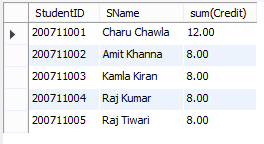 StudentID SName sum(Credit)
200711001 Charu Chawla 12.00
200711002 Amit Khanna 8.00
200711003 Kamla Kiran 8.00
200711004 Raj Kumar 8.00
200711005 Raj Tiwari 8.00